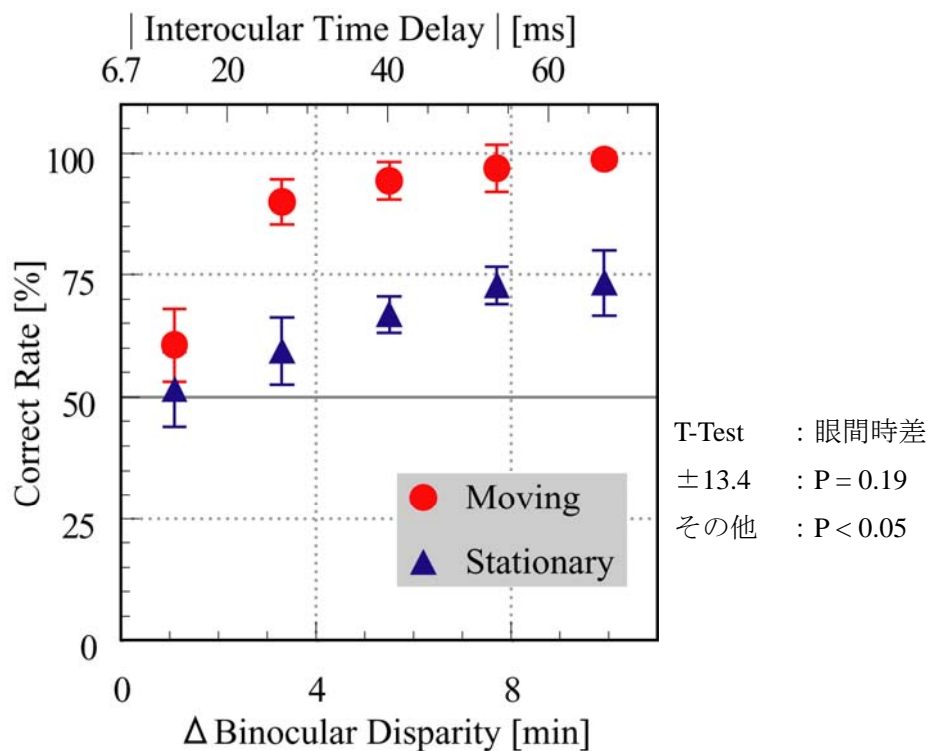 | Interocular Time Delay | [ms]
6.7 20 40 60
100
75
50
25
0
Correct Rate [%]
Moving
Stationary
0 4 8
Δ Binocular Disparity [min]
T-Test : 眼間時差
±13.4 : P = 0.19
その他 : P < 0.05